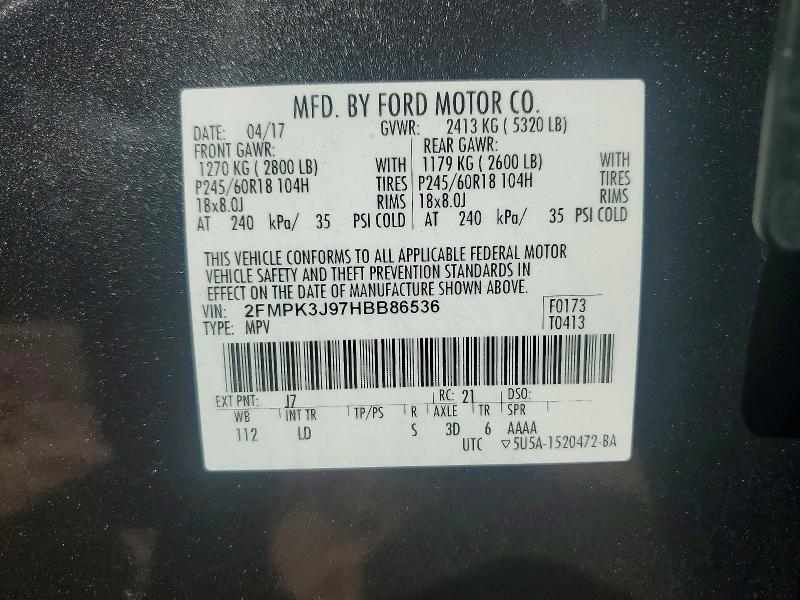 MFD. BY FORD MOTOR CO.
DATE: 04/17 GVWR: 2413 KG ( 5320 LB)
FRONT GAWR: REAR GAWR:
1270 KG ( 2800 LB) WITH 1179 KG ( 2600 LB) WITH
P245/60R18 104H TIRES P245/60R18 104H TIRES
18x8.0J RIMS 18x8.0J RIMS
AT 240 kPa/ 35 PSI COLD AT 240 kPa/ 35 PSI COLD
THIS VEHICLE CONFORMS TO ALL APPLICABLE FEDERAL MOTOR
VEHICLE SAFETY AND THEFT PREVENTION STANDARDS IN
EFFECT ON THE DATE OF MANUFACTURE SHOWN ABOVE.
VIN: 2FMPK3J97HBB86536 F0173
TYPE: MPV T0413
EXT PNT: J7 RC: 21 DSO:
WB INT TR TP/PS R AXLE TR SPR
112 LD S 3D 6 AAAA
UTC ▽5U5A-1520472-BA